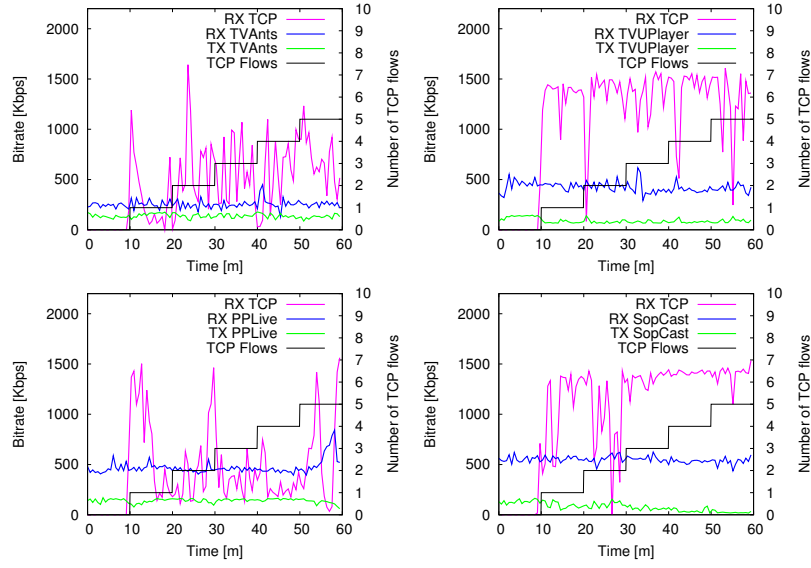 RX TCP
RX TVAnts
TX TVAnts
TCP Flows
2000
1500
1000
500
0
Bitrate [Kbps]
0 10 20 30 40 50 60
Time [m]
10
9
8
7
6
5
4
3
2
1
0
Number of TCP flows
RX TCP
RX TVUPlayer
TX TVUPlayer
TCP Flows
2000
1500
1000
500
0
Bitrate [Kbps]
0 10 20 30 40 50 60
Time [m]
10
9
8
7
6
5
4
3
2
1
0
Number of TCP flows
RX TCP
RX PPLive
TX PPLive
TCP Flows
2000
1500
1000
500
0
Bitrate [Kbps]
0 10 20 30 40 50 60
Time [m]
10
9
8
7
6
5
4
3
2
1
0
Number of TCP flows
RX TCP
RX SopCast
TX SopCast
TCP Flows
2000
1500
1000
500
0
Bitrate [Kbps]
0 10 20 30 40 50 60
Time [m]
10
9
8
7
6
5
4
3
2
1
0
Number of TCP flows